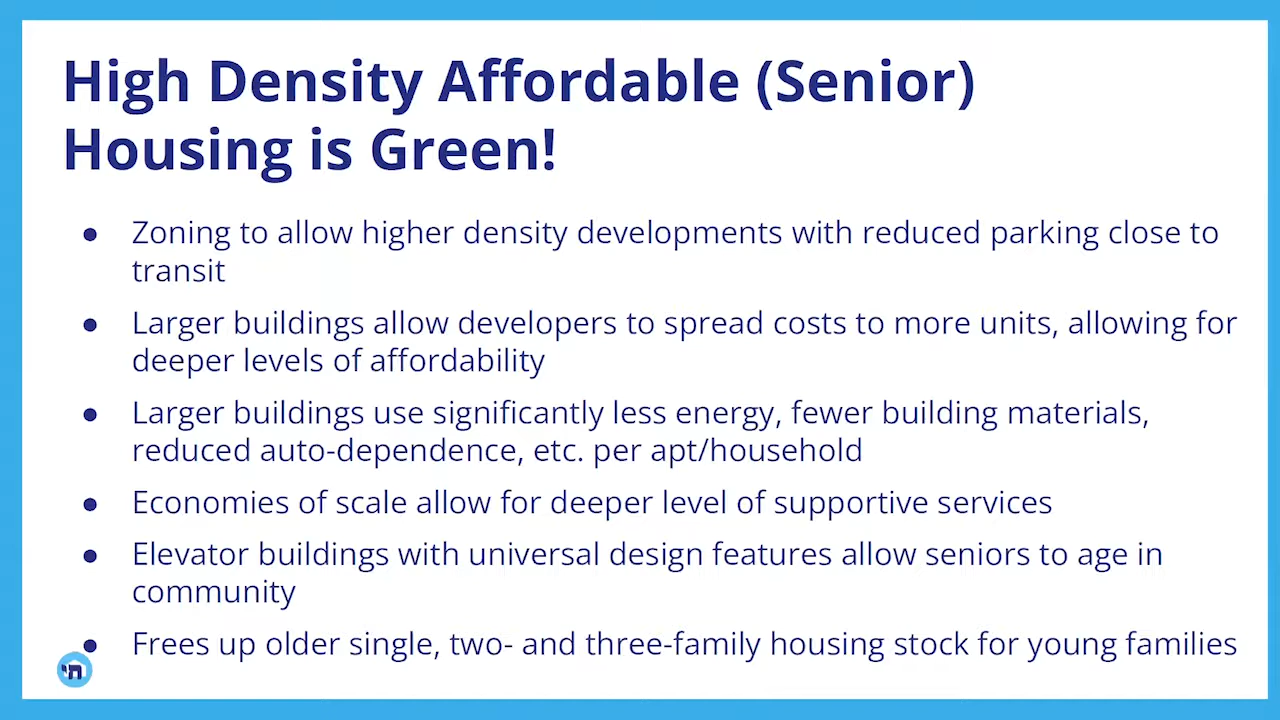 High Density Affordable (Senior)
Housing is Green!
● Zoning to allow higher density developments with reduced parking close to
transit
● Larger buildings allow developers to spread costs to more units, allowing for
deeper levels of affordability
● Larger buildings use significantly less energy, fewer building materials,
reduced auto-dependence, etc. per apt/household
● Economies of scale allow for deeper level of supportive services
● Elevator buildings with universal design features allow seniors to age in
community
● Frees up older single, two- and three-family housing stock for young families
חי